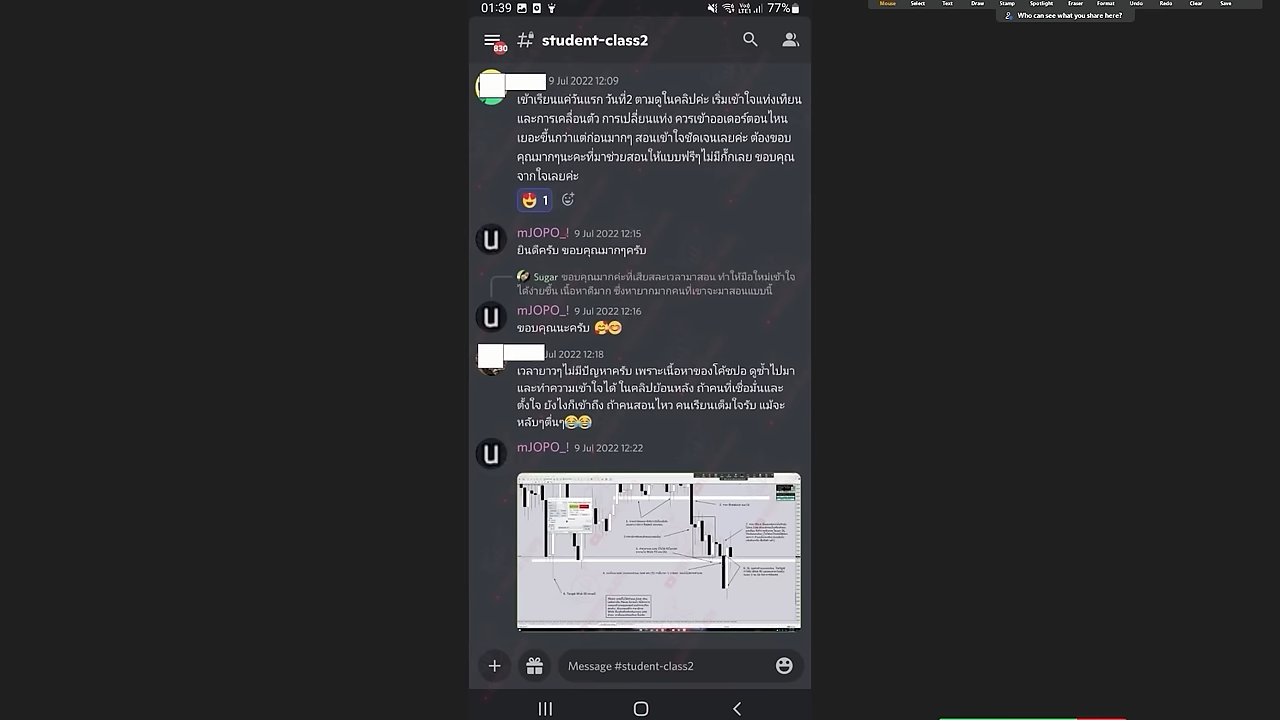 Mouse Select Text Draw Stamp Spotlight Eraser Format Undo Redo Clear Save
Who can see what you share here?
01:39 77%
830
student-class2
9 Jul 2022 12:09
เข้าเรียนแค่วันแรก วันที่2 ตามดูในคลิปค่ะ เริ่มเข้าใจแท่งเทียน
และการเคลื่อนตัว การเปลี่ยนแท่ง ควรเข้าออเดอร์ตอนไหน
เยอะขึ้นกว่าแต่ก่อนมากๆ สอนเข้าใจชัดเจนเลยค่ะ ต้องขอบ
คุณมากๆนะคะที่มาช่วยสอนให้แบบฟรีๆไม่มีกั๊กเลย ขอบคุณ
จากใจเลยค่ะ
1
mJOPO_! 9 Jul 2022 12:15
ยินดีครับ ขอบคุณมากๆครับ
Sugar ขอบคุณมากค่ะที่เสียสละเวลามาสอน ทำให้มือใหม่เข้าใจ
ได้ง่ายขึ้น เนื้อหาดีมาก ซึ่งหายากมากคนที่เขาจะมาสอนแบบนี้
mJOPO_! 9 Jul 2022 12:16
ขอบคุณนะครับ 🥰😊
Jul 2022 12:18
เวลายาวๆไม่มีปัญหาครับ เพราะเนื้อหาของโค้ชปอ ดูซ้ำไปมา
และทำความเข้าใจได้ ในคลิปย้อนหลัง ถ้าคนที่เชื่อมั่นและ
ตั้งใจ ยังไงก็เข้าถึง ถ้าคนสอนไหว คนเรียนเต็มใจรับ แม้จะ
หลับๆตื่นๆ😂😂
mJOPO_! 9 Jul 2022 12:22
Message #student-class2